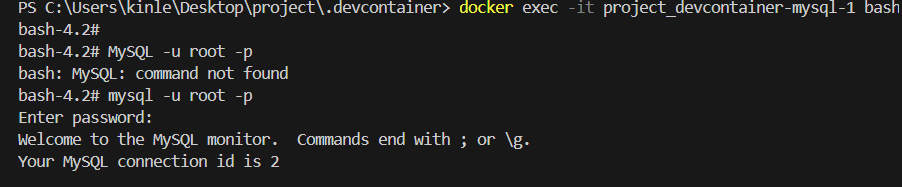 PS C:\Users\kinle\Desktop\project\.devcontainer> docker exec -it project_devcontainer-mysql-1 bash
bash-4.2#
bash-4.2# MySQL -u root -p
bash: MySQL: command not found
bash-4.2# mysql -u root -p
Enter password:
Welcome to the MySQL monitor.  Commands end with ; or \g.
Your MySQL connection id is 2